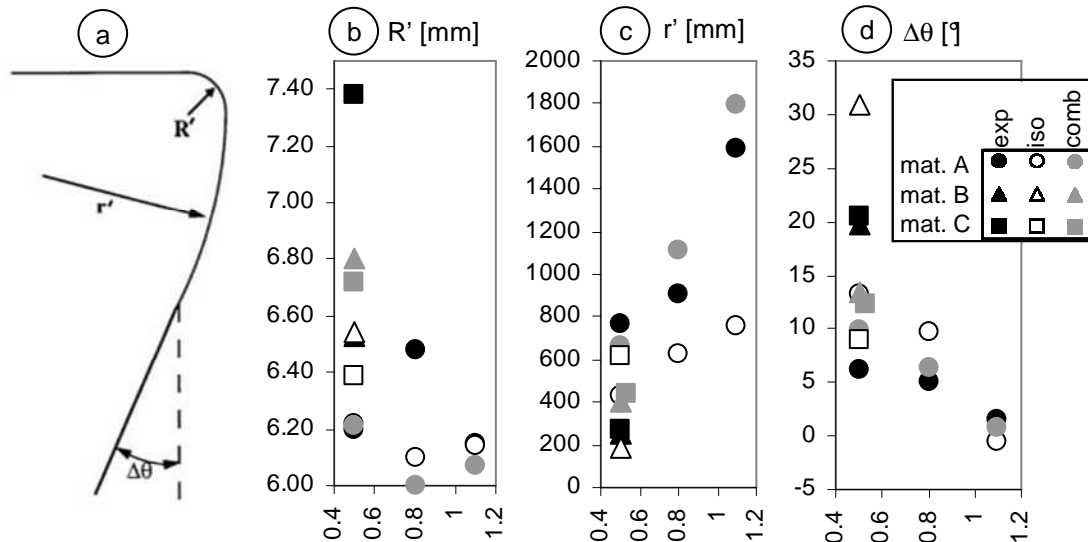 a
R'
r'
Δθ
b R' [mm]
7.40
7.20
7.00
6.80
6.60
6.40
6.20
6.00
0.4 0.6 0.8 1 1.2
c r' [mm]
2000
1800
1600
1400
1200
1000
800
600
400
200
0
0.4 0.6 0.8 1 1.2
d Δθ [°]
35
30
25
20
15
10
5
0
-5
0.4 0.6 0.8 1 1.2
exp iso comb
mat. A
mat. B
mat. C